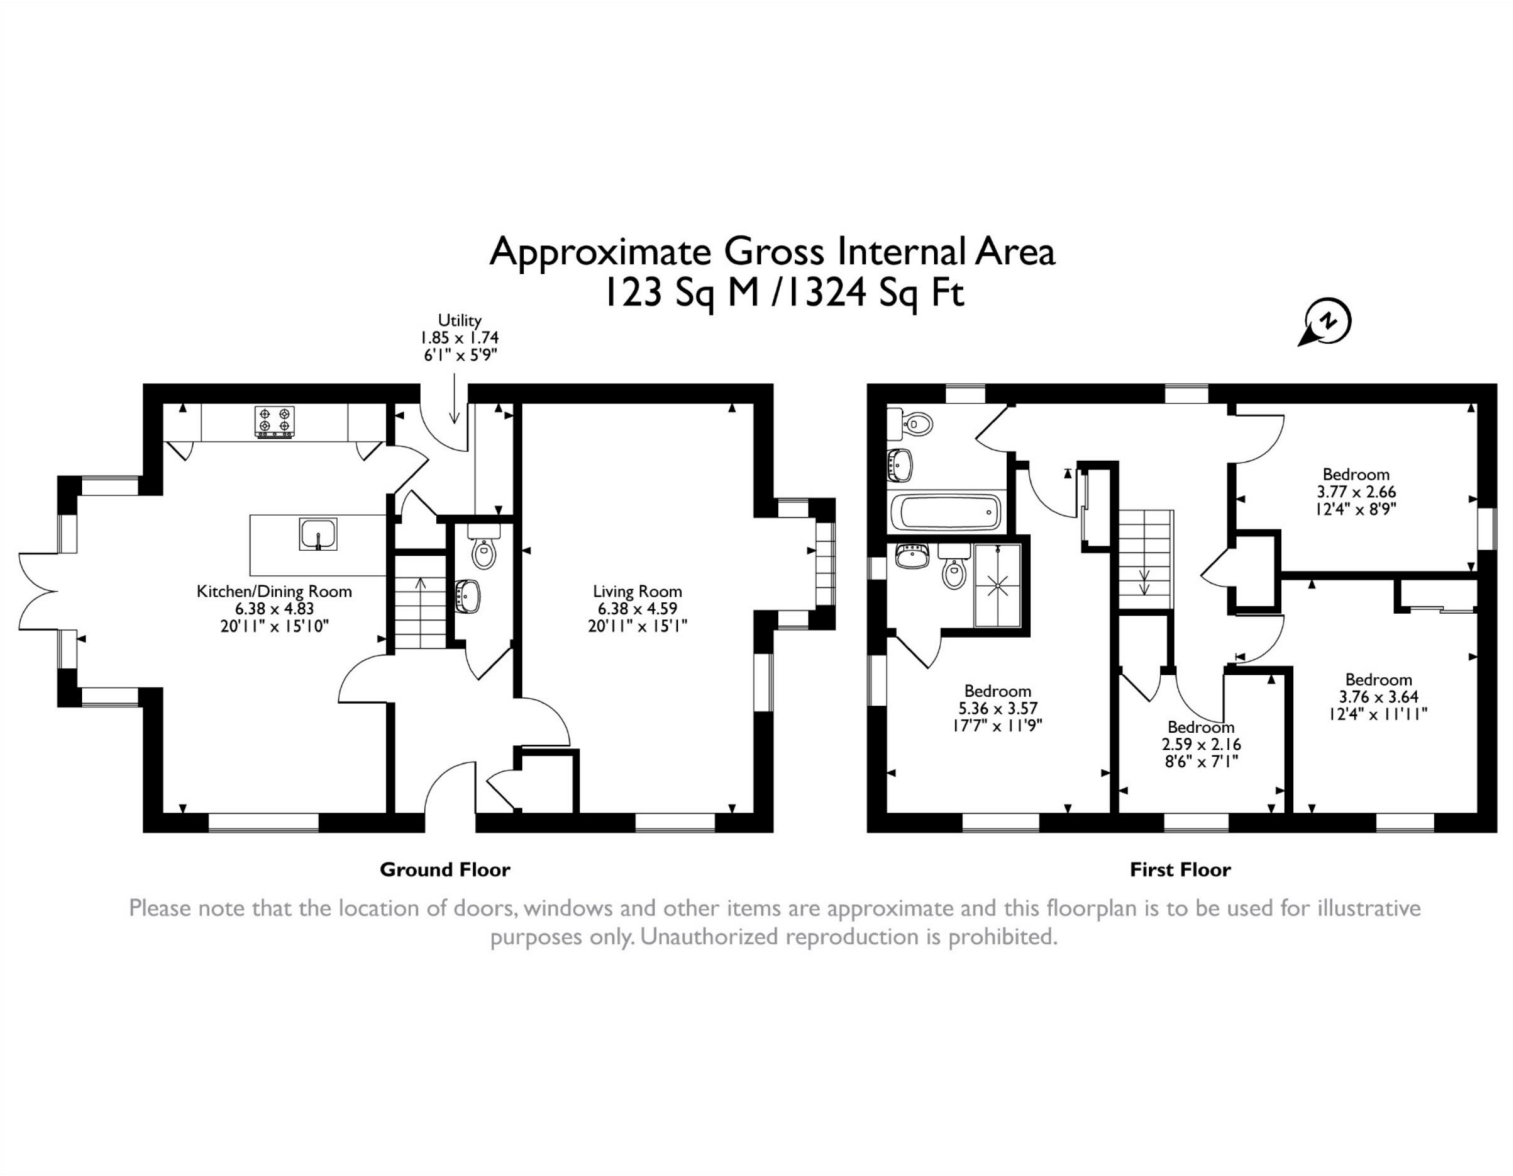 Approximate Gross Internal Area
123 Sq M /1324 Sq Ft
Utility
1.85 x 1.74
6'1" x 5'9"
N
Kitchen/Dining Room
6.38 x 4.83
20'11" x 15'10"
Living Room
6.38 x 4.59
20'11" x 15'1"
Bedroom
3.77 x 2.66
12'4" x 8'9"
Bedroom
5.36 x 3.57
17'7" x 11'9"
Bedroom
2.59 x 2.16
8'6" x 7'1"
Bedroom
3.76 x 3.64
12'4" x 11'11"
Ground Floor
First Floor
Please note that the location of doors, windows and other items are approximate and this floorplan is to be used for illustrative
purposes only. Unauthorized reproduction is prohibited.